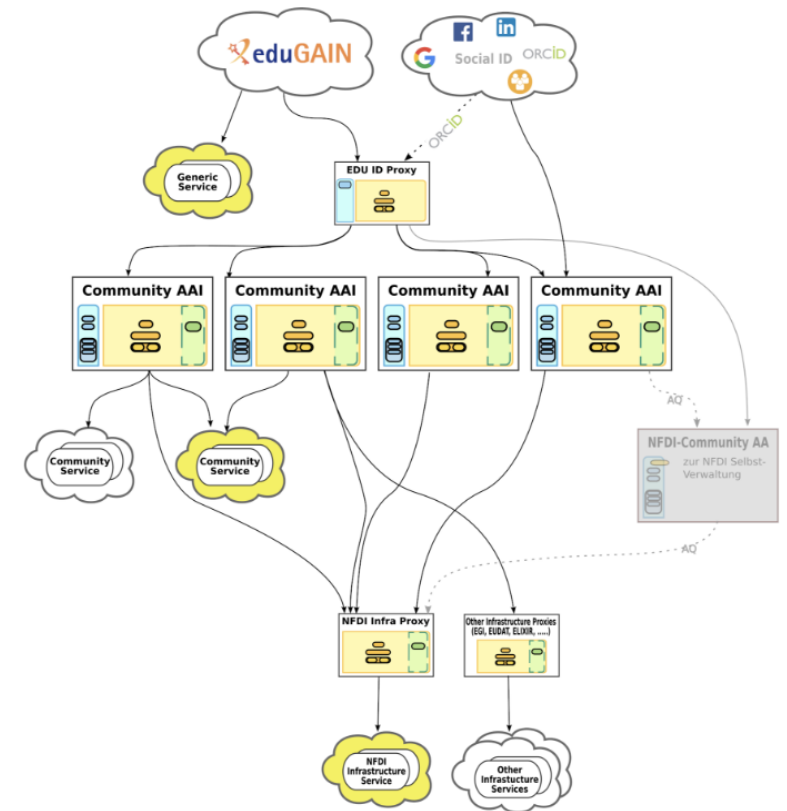 eduGAIN
Social ID
ORCID
ORCID
EDU ID Proxy
Generic
Service
Community AAI
Community AAI
Community AAI
Community AAI
AQ
NFDI-Community AA
zur NFDI Selbst-
Verwaltung
Community
Service
Community
Service
AQ
NFDI Infra Proxy
Other Infrastructure Proxies
(EGI, EUDAT, ELIXIR, .....)
NFDI
Infrastructure
Service
Other
Infrastucture
Services